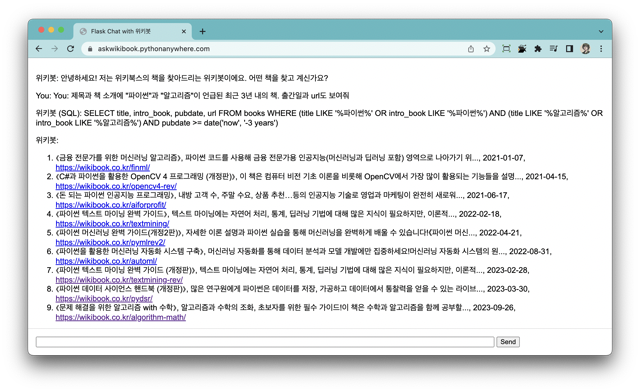 Flask Chat with 위키봇
askwikibook.pythonanywhere.com
위키봇: 안녕하세요! 저는 위키북스의 책을 찾아드리는 위키봇이에요. 어떤 책을 찾고 계신가요?
You: You: 제목과 책 소개에 "파이썬"과 "알고리즘"이 언급된 최근 3년 내의 책. 출간일과 url도 보여줘
위키봇 (SQL): SELECT title, intro_book, pubdate, url FROM books WHERE (title LIKE '%파이썬%' OR intro_book LIKE '%파이썬%') AND (title LIKE '%알고리즘%' OR
intro_book LIKE '%알고리즘%') AND pubdate >= date('now', '-3 years')
위키봇:
1. 《금융 전문가를 위한 머신러닝 알고리즘》, 파이썬 코드를 사용해 금융 전문가용 인공지능(머신러닝과 딥러닝 포함) 영역으로 나아가기 위..., 2021-01-07,
https://wikibook.co.kr/finml/
2. 《C#과 파이썬을 활용한 OpenCV 4 프로그래밍 (개정판)》, 이 책은 컴퓨터 비전 기초 이론을 비롯해 OpenCV에서 가장 많이 활용되는 기능들을 설명..., 2021-04-15,
https://wikibook.co.kr/opencv4-rev/
3. 《돈 되는 파이썬 인공지능 프로그래밍》, 내방 고객 수, 주말 수요, 상품 추천…등의 인공지능 기술로 영업과 마케팅이 완전히 새로워..., 2021-06-17,
https://wikibook.co.kr/aiforprofit/
4. 《파이썬 텍스트 마이닝 완벽 가이드》, 텍스트 마이닝에는 자연어 처리, 통계, 딥러닝 기법에 대해 많은 지식이 필요하지만, 이론적..., 2022-02-18,
https://wikibook.co.kr/textmining/
5. 《파이썬 머신러닝 완벽 가이드(개정2판)》, 자세한 이론 설명과 파이썬 실습을 통해 머신러닝을 완벽하게 배울 수 있습니다!《파이썬 머신..., 2022-04-21,
https://wikibook.co.kr/pymlrev2/
6. 《파이썬을 활용한 머신러닝 자동화 시스템 구축》, 머신러닝 자동화를 통해 데이터 분석과 모델 개발에만 집중하세요!머신러닝 자동화 시스템의 원..., 2022-08-31,
https://wikibook.co.kr/automl/
7. 《파이썬 텍스트 마이닝 완벽 가이드 (개정판)》, 텍스트 마이닝에는 자연어 처리, 통계, 딥러닝 기법에 대해 많은 지식이 필요하지만, 이론적..., 2023-02-28,
https://wikibook.co.kr/textmining-rev/
8. 《파이썬 데이터 사이언스 핸드북 (개정판)》, 많은 연구원에게 파이썬은 데이터를 저장, 가공하고 데이터에서 통찰력을 얻을 수 있는 라이브..., 2023-03-30,
https://wikibook.co.kr/pydsr/
9. 《문제 해결을 위한 알고리즘 with 수학》, 알고리즘과 수학의 조화, 초보자를 위한 필수 가이드!이 책은 수학과 알고리즘을 함께 공부할..., 2023-09-26,
https://wikibook.co.kr/algorithm-math/
Send